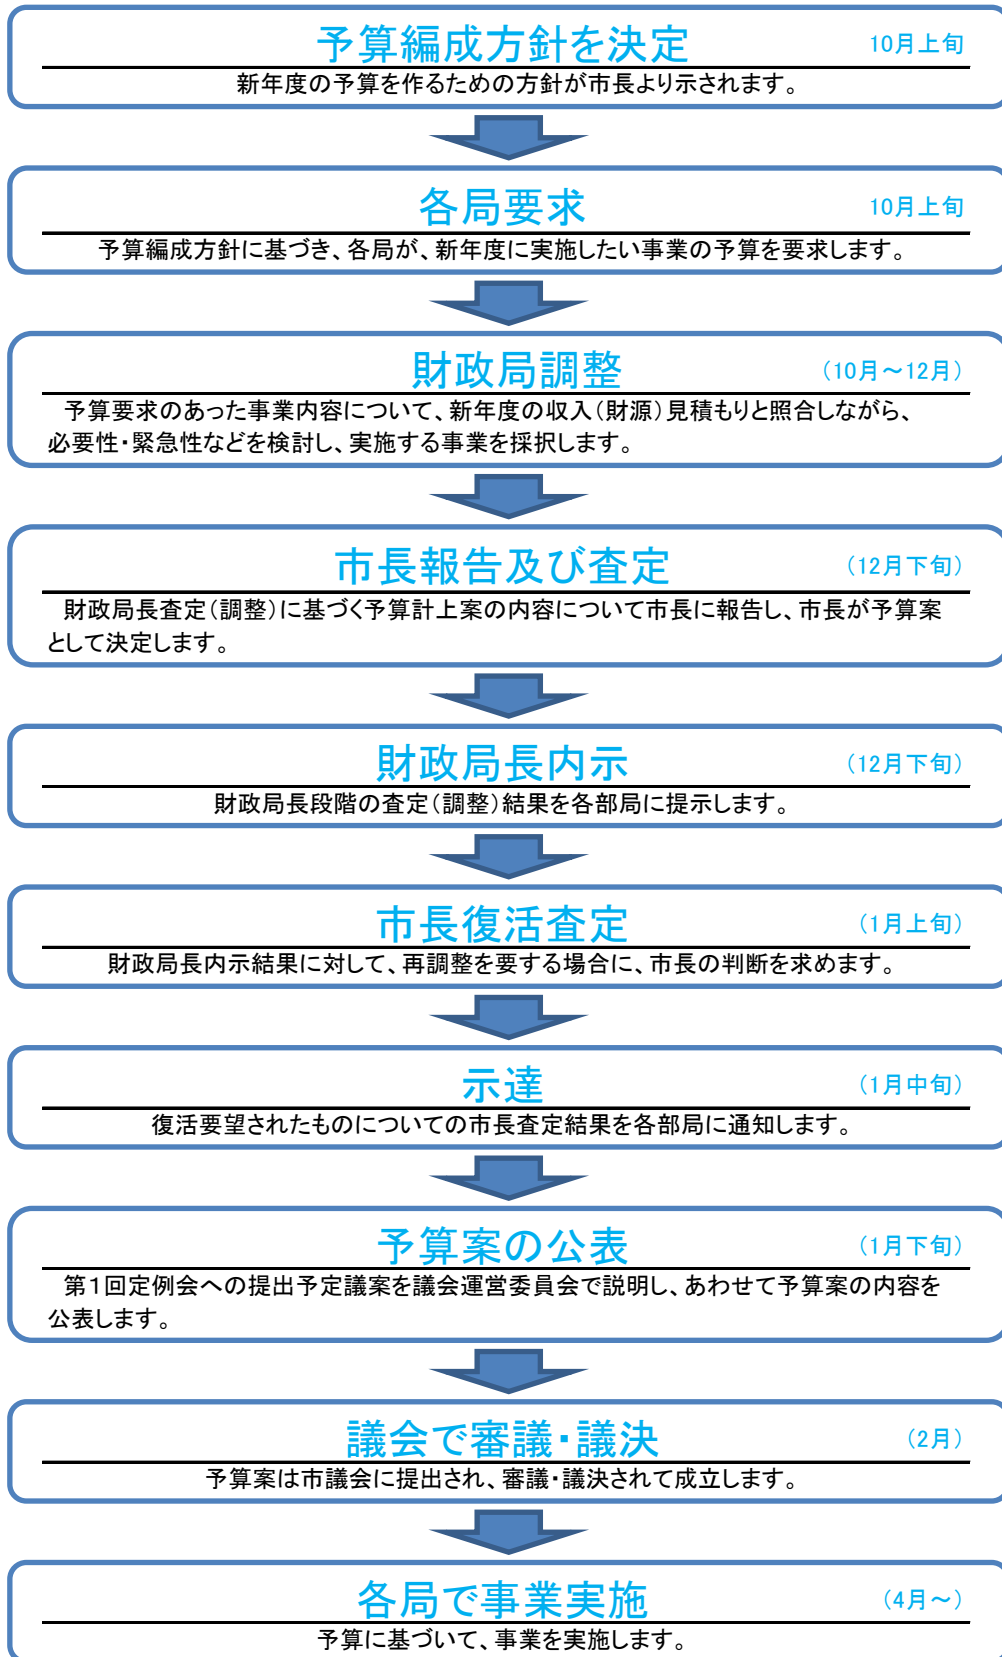 予算編成方針を決定 10月上旬
新年度の予算を作るための方針が市長より示されます。
各局要求 10月上旬
予算編成方針に基づき、各局が、新年度に実施したい事業の予算を要求します。
財政局調整 (10月～12月)
予算要求のあった事業内容について、新年度の収入(財源)見積もりと照合しながら、
必要性・緊急性などを検討し、実施する事業を採択します。
市長報告及び査定 (12月下旬)
財政局長査定(調整)に基づく予算計上案の内容について市長に報告し、市長が予算案
として決定します。
財政局長内示 (12月下旬)
財政局長段階の査定(調整)結果を各部局に提示します。
市長復活査定 (1月上旬)
財政局長内示結果に対して、再調整を要する場合に、市長の判断を求めます。
示達 (1月中旬)
復活要望されたものについての市長査定結果を各部局に通知します。
予算案の公表 (1月下旬)
第１回定例会への提出予定議案を議会運営委員会で説明し、あわせて予算案の内容を
公表します。
議会で審議・議決 (2月)
予算案は市議会に提出され、審議・議決されて成立します。
各局で事業実施 (4月～)
予算に基づいて、事業を実施します。